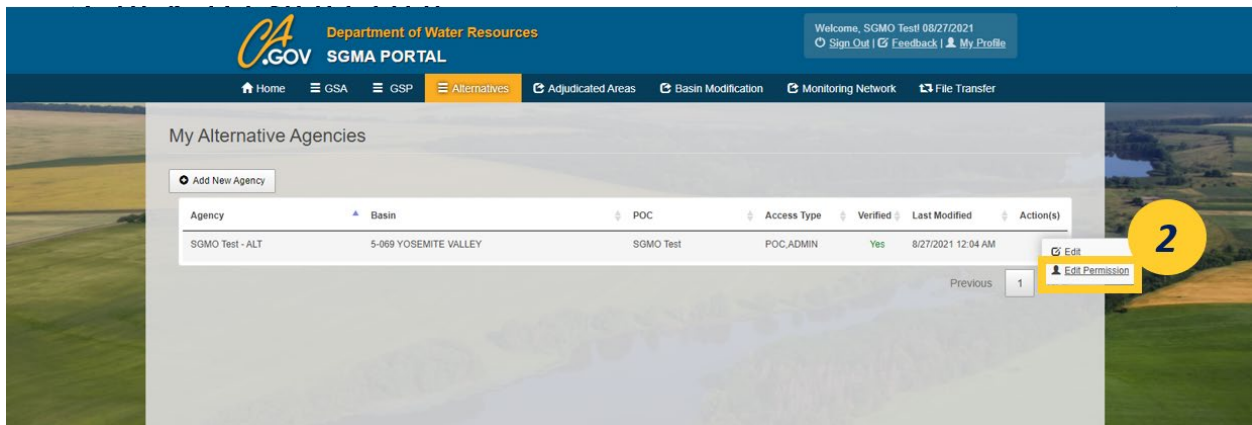 CA.GOV
Department of Water Resources
SGMA PORTAL
Welcome, SGMO Test! 08/27/2021
Sign Out | Feedback | My Profile
Home GSA GSP Alternatives Adjudicated Areas Basin Modification Monitoring Network File Transfer
My Alternative Agencies
Add New Agency
Agency Basin POC Access Type Verified Last Modified Action(s)
SGMO Test - ALT 5-069 YOSEMITE VALLEY SGMO Test POC,ADMIN Yes 8/27/2021 12:04 AM
Edit
Edit Permission
2
Previous 1